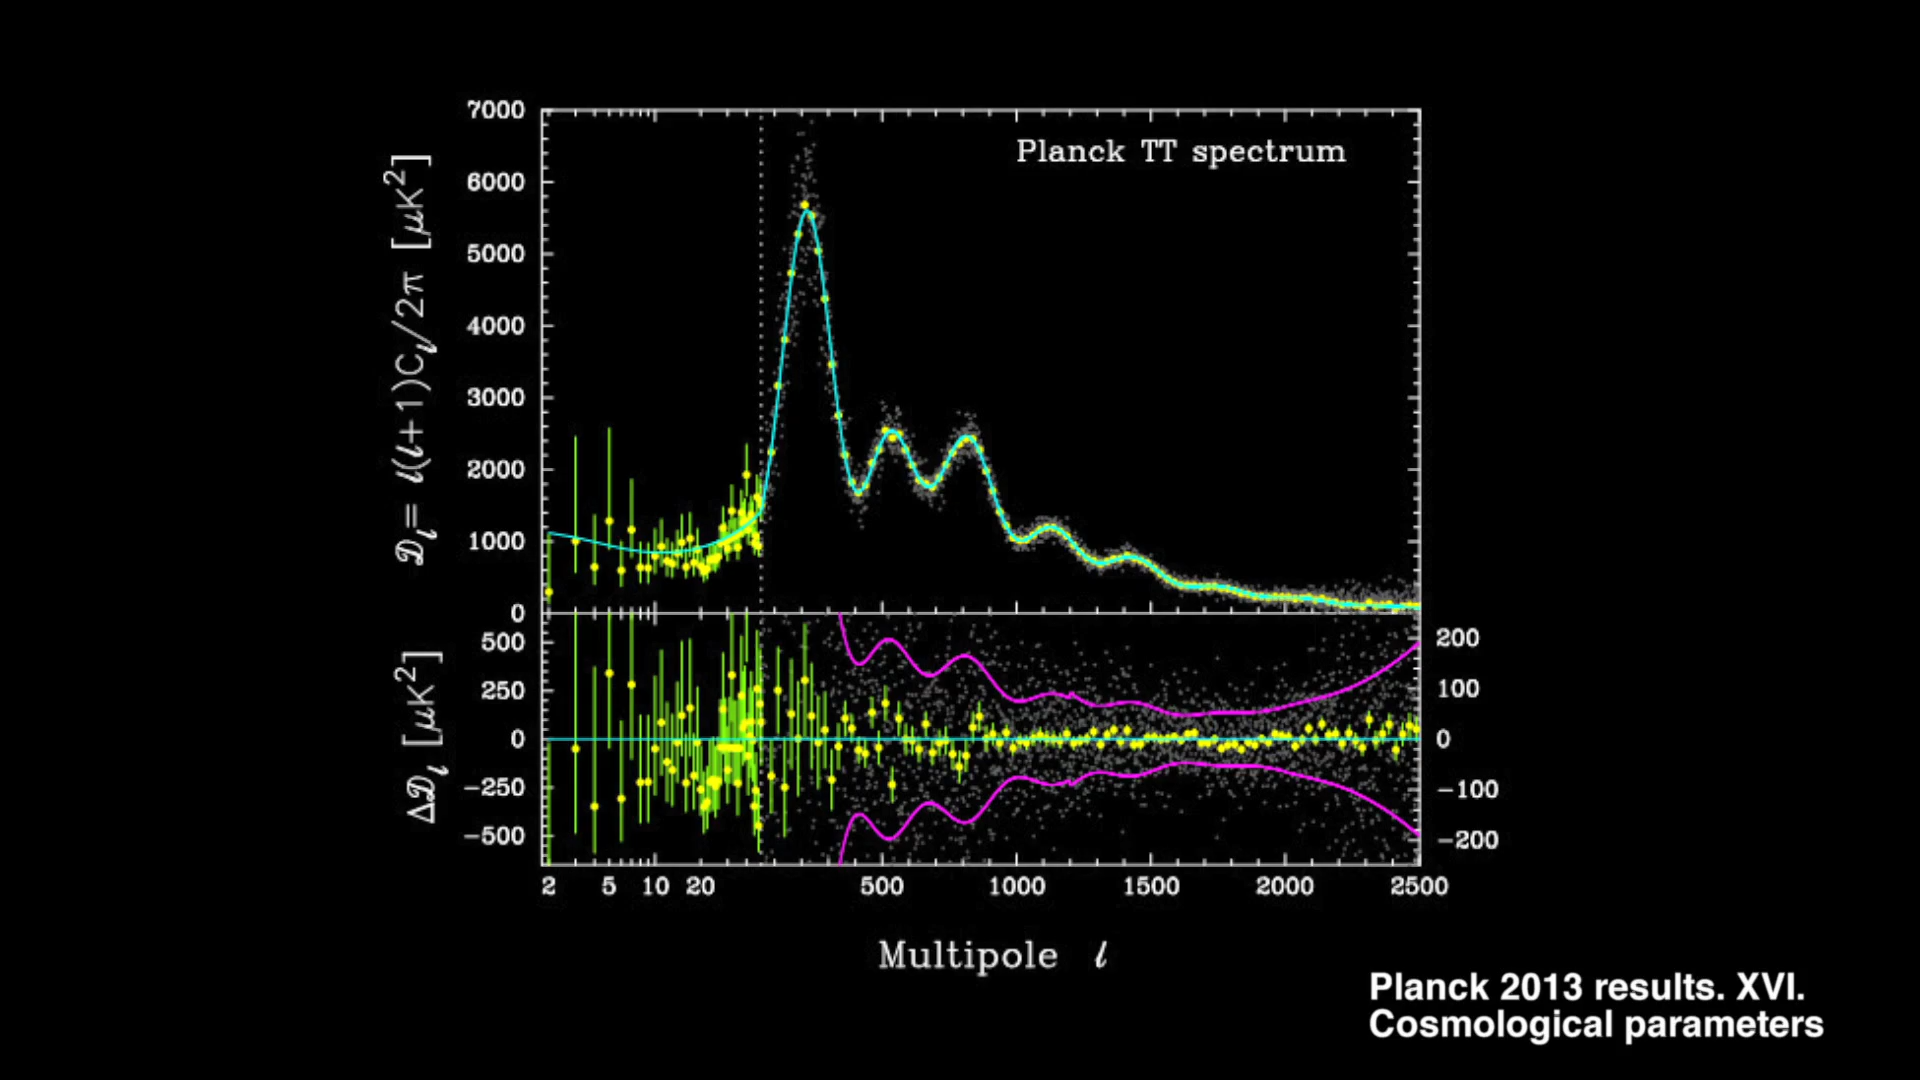 7000
Planck TT spectrum
6000
5000
4000
3000
2000
1000
0
𝒟ℓ = ℓ(ℓ+1)Cℓ/2π [μK²]
500
250
0
−250
−500
Δ𝒟ℓ [μK²]
200
100
0
−100
−200
2 5 10 20 500 1000 1500 2000 2500
Multipole ℓ
Planck 2013 results. XVI.
Cosmological parameters